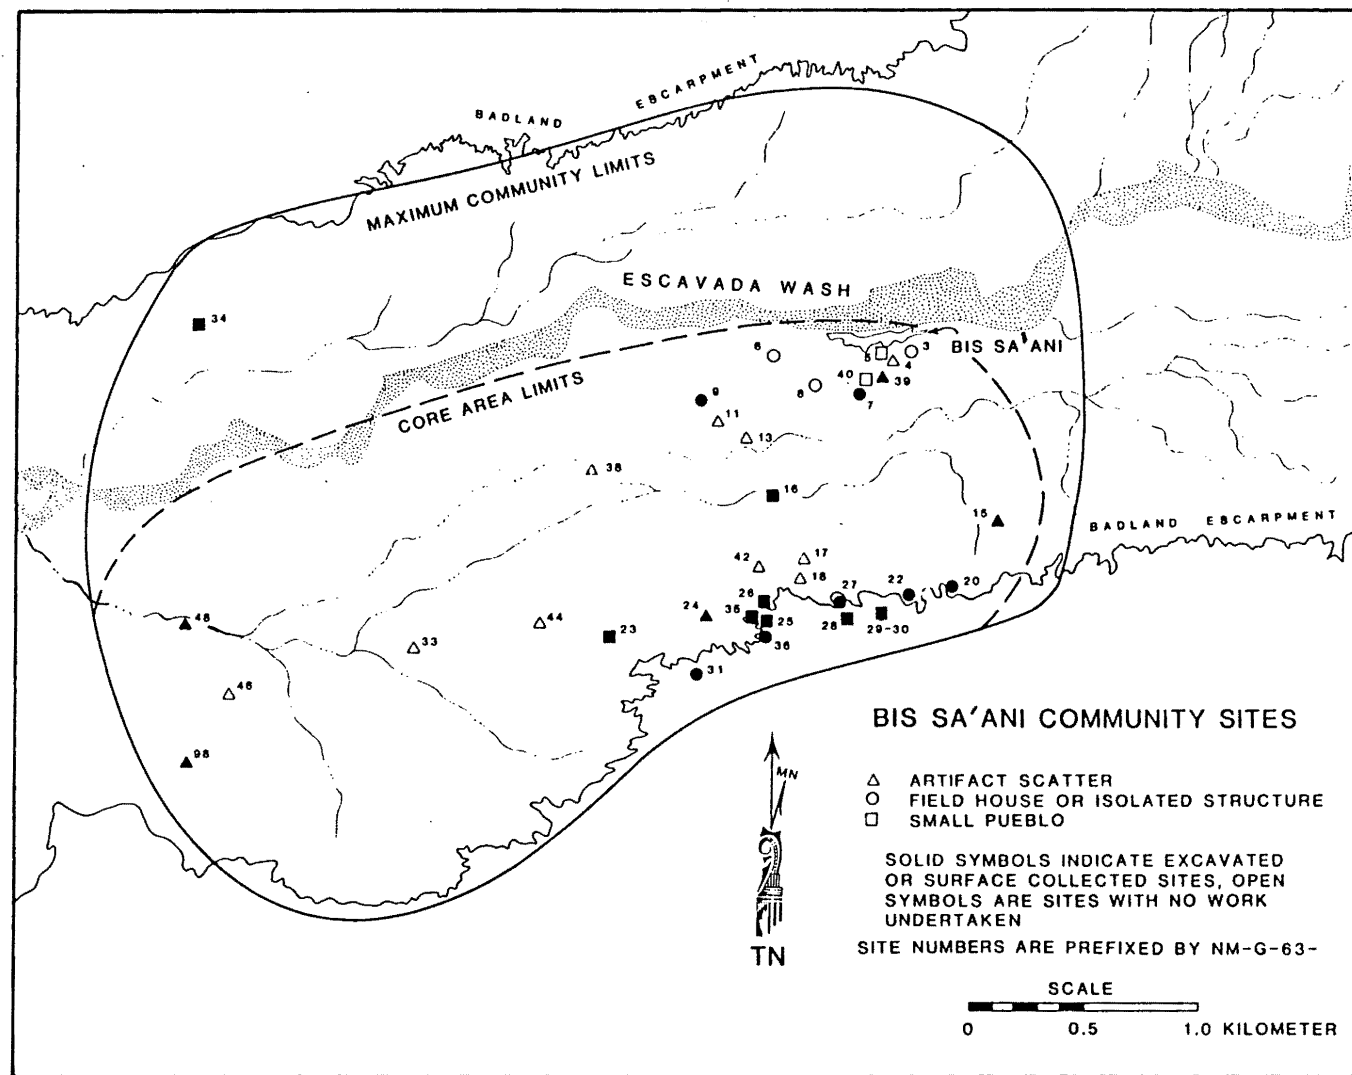 BADLAND ESCARPMENT
MAXIMUM COMMUNITY LIMITS
ESCAVADA WASH
34
BIS SA'ANI
CORE AREA LIMITS
6
5
3
4
40
39
8
7
9
11
13
38
16
15
BADLAND ESCARPMENT
42
17
18
26
27
22
20
48
24
35
25
28
29-30
44
23
33
36
31
46
98
BIS SA'ANI COMMUNITY SITES
MN
ARTIFACT SCATTER
FIELD HOUSE OR ISOLATED STRUCTURE
SMALL PUEBLO
SOLID SYMBOLS INDICATE EXCAVATED
OR SURFACE COLLECTED SITES, OPEN
SYMBOLS ARE SITES WITH NO WORK
UNDERTAKEN
TN
SITE NUMBERS ARE PREFIXED BY NM-G-63-
SCALE
0 0.5 1.0 KILOMETER